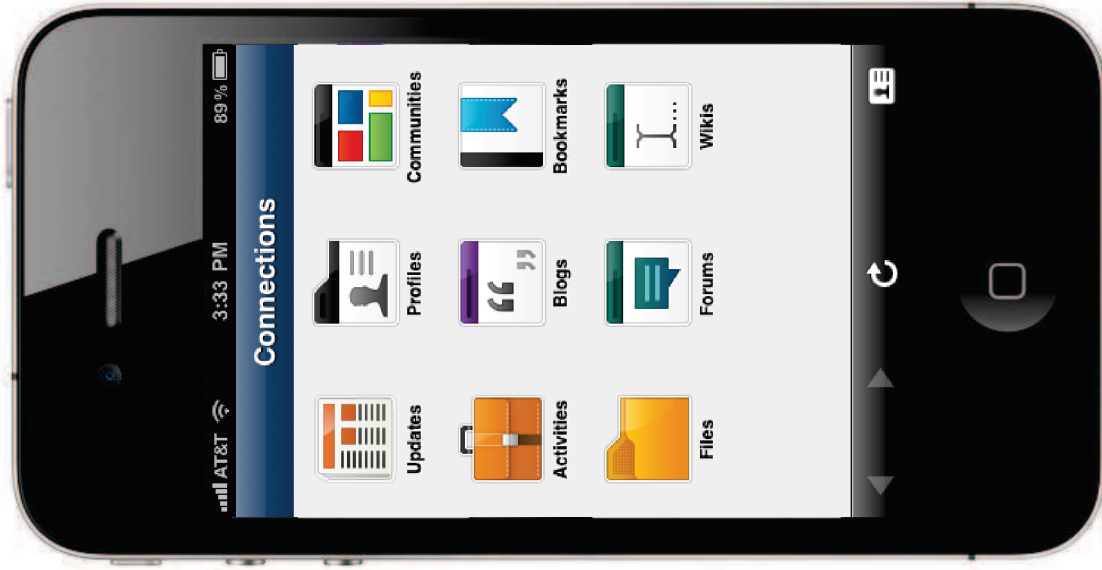 AT&T 3:33 PM 89%
Connections
Updates Profiles Communities
Activities Blogs Bookmarks
Files Forums Wikis